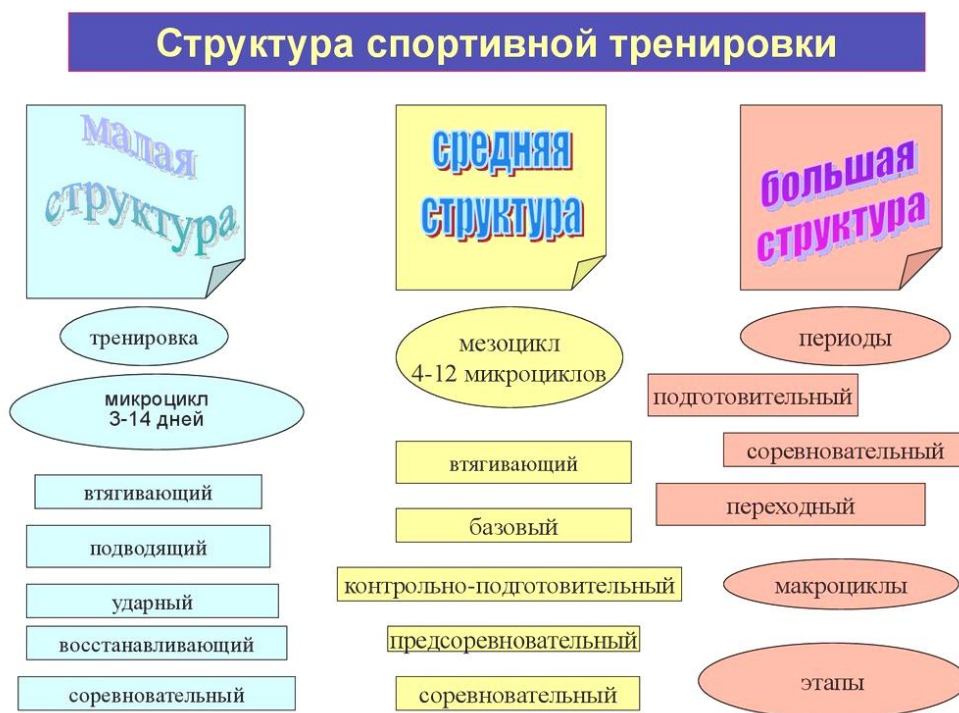 Структура спортивной тренировки
малая
структура
тренировка
микроцикл
3-14 дней
втягивающий
подводящий
ударный
восстанавливающий
соревновательный
средняя
структура
мезоцикл
4-12 микроциклов
втягивающий
базовый
контрольно-подготовительный
предсоревновательный
соревновательный
большая
структура
периоды
подготовительный
соревновательный
переходный
макроциклы
этапы